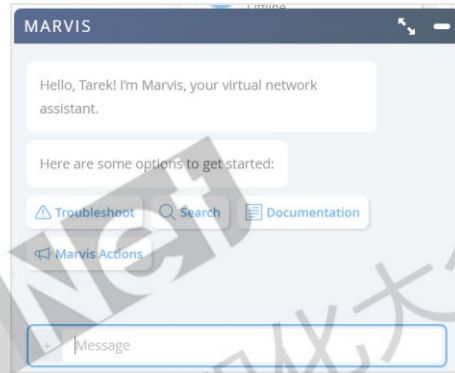 Offline
MARVIS
Hello, Tarek! I'm Marvis, your virtual network
assistant.
Here are some options to get started:
Troubleshoot Search Documentation
Marvis Actions
+ Message